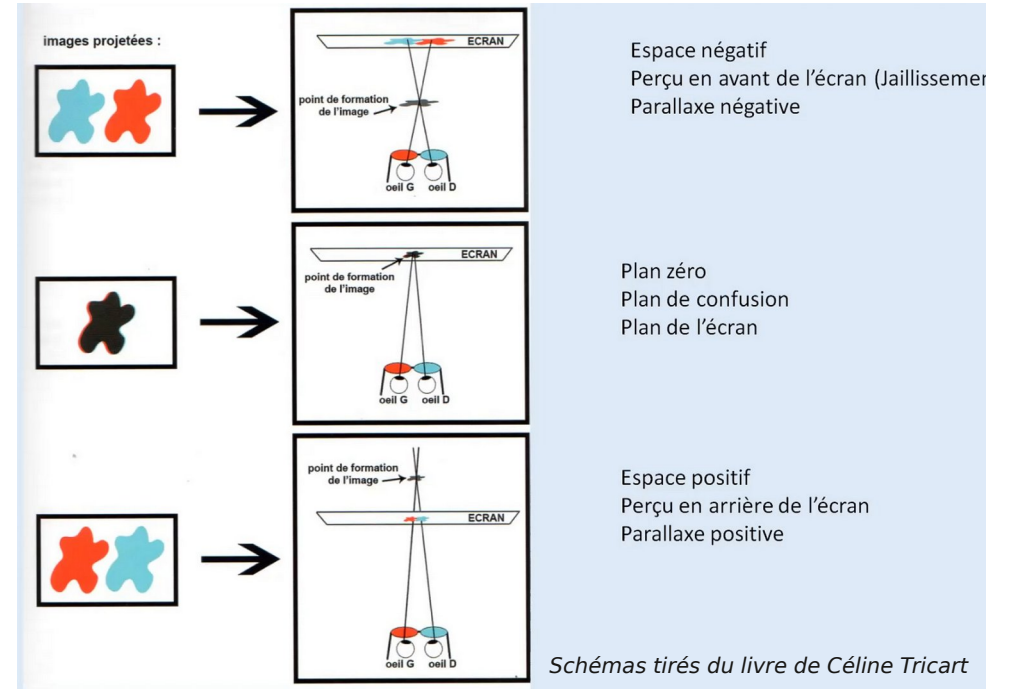 images projetées :
ECRAN
point de formation
de l'image
oeil G oeil D
Espace négatif
Perçu en avant de l'écran (Jaillissemen
Parallaxe négative
ECRAN
point de formation
de l'image
oeil G oeil D
Plan zéro
Plan de confusion
Plan de l'écran
point de formation
de l'image
ECRAN
oeil G oeil D
Espace positif
Perçu en arrière de l'écran
Parallaxe positive
Schémas tirés du livre de Céline Tricart